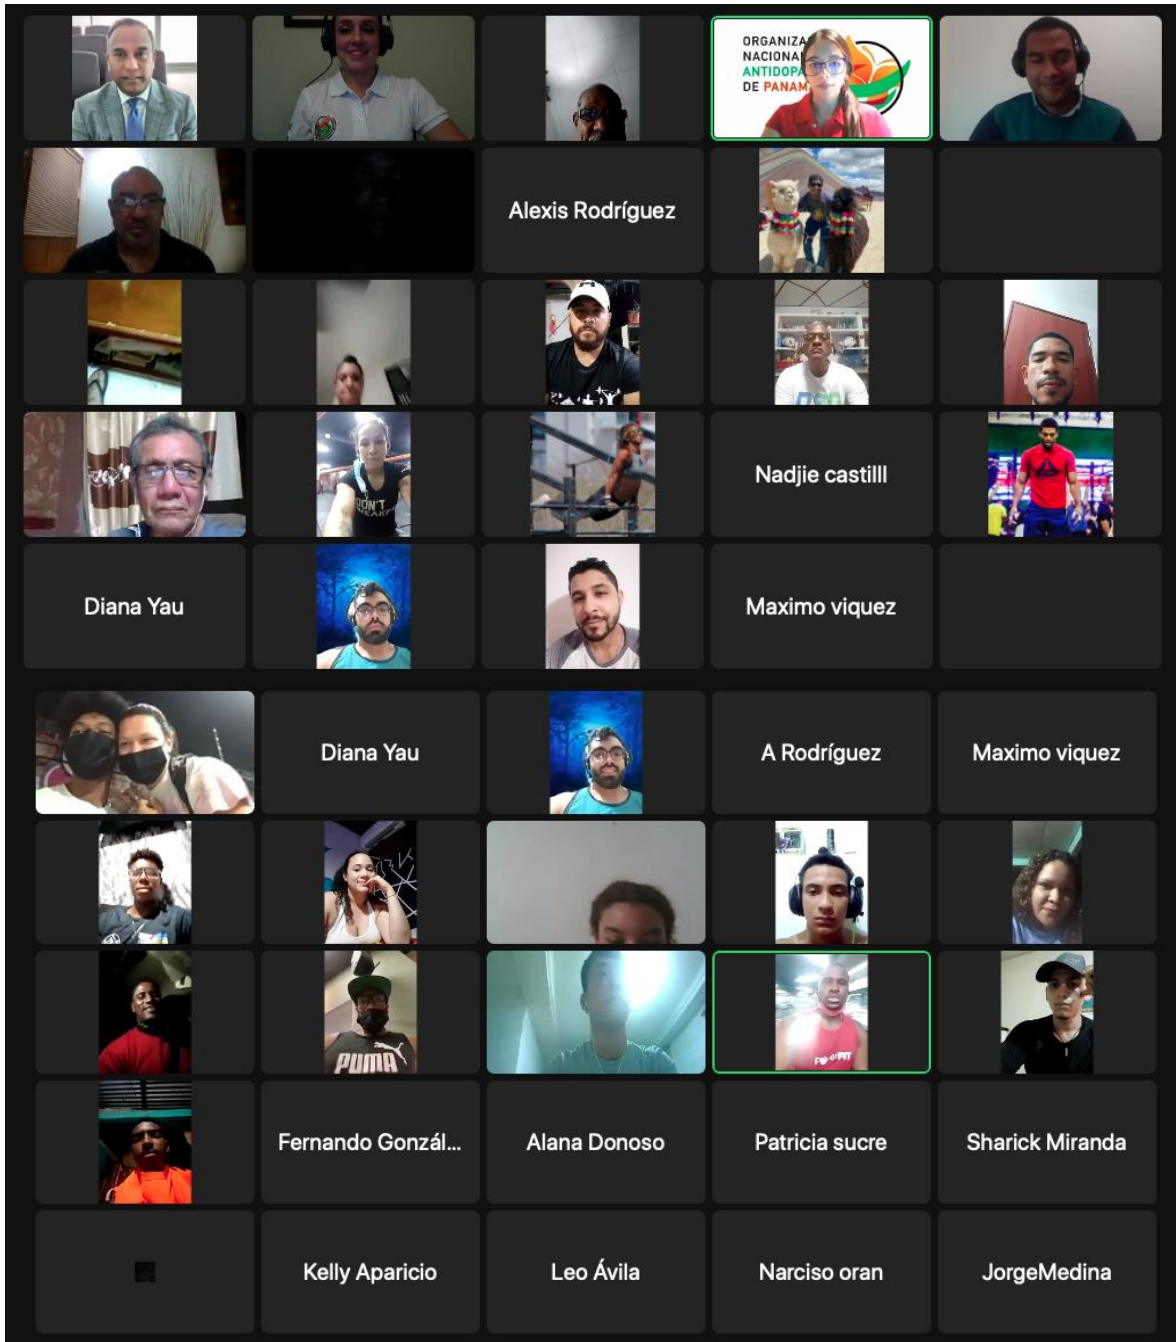 ORGANIZA
NACIONA
ANTIDOPA
DE PANAM
Alexis Rodríguez
DON'T
Nadjie castilll
Diana Yau
Maximo viquez
Diana Yau
A Rodríguez
Maximo viquez
PUMA
Fernando Gonzál...
Alana Donoso
Patricia sucre
Sharick Miranda
Kelly Aparicio
Leo Ávila
Narciso oran
JorgeMedina